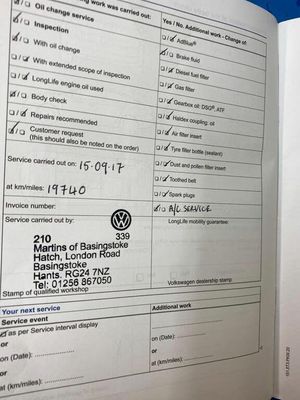 ng work was carried out:
Oil change service
Inspection
With oil change
With extended scope of inspection
LongLife engine oil used
Body check
Repairs recommended
Customer request
(this should also be noted on the order)
Service carried out on: 15.09.17
at km/miles: 19740
Invoice number:
Service carried out by:
210 339
Martins of Basingstoke
Hatch, London Road
Basingstoke
Hants. RG24 7NZ
Tel: 01256 867050
Stamp of qualified workshop
Yes / No. Additional work - Change of:
AdBlue®
Brake fluid
Diesel fuel filter
Gas filter
Gearbox oil: DSG®, ATF
Haldex coupling: oil
Air filter insert
Tyre filler bottle (sealant)
Dust and pollen filter insert
Toothed belt
Spark plugs
A/C SERVICE
LongLife mobility guarantee:
Volkswagen dealership stamp
Your next service
Service event
as per Service interval display
or
on (Date):
or
at (km/miles):
Additional work
on (Date):
or
at (km/miles):